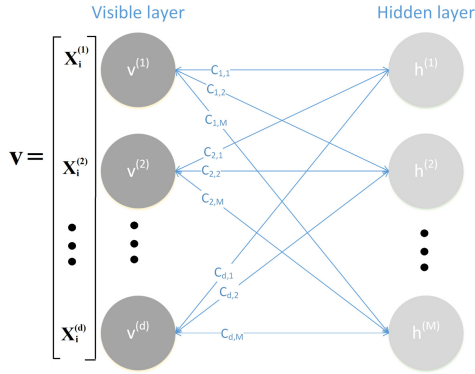 Visible layer
Hidden layer
v =
X_i^(1)
v^(1)
C_1,1
h^(1)
C_1,2
C_1,M
X_i^(2)
v^(2)
C_2,1
C_2,2
h^(2)
C_2,M
C_d,1
C_d,2
X_i^(d)
v^(d)
C_d,M
h^(M)